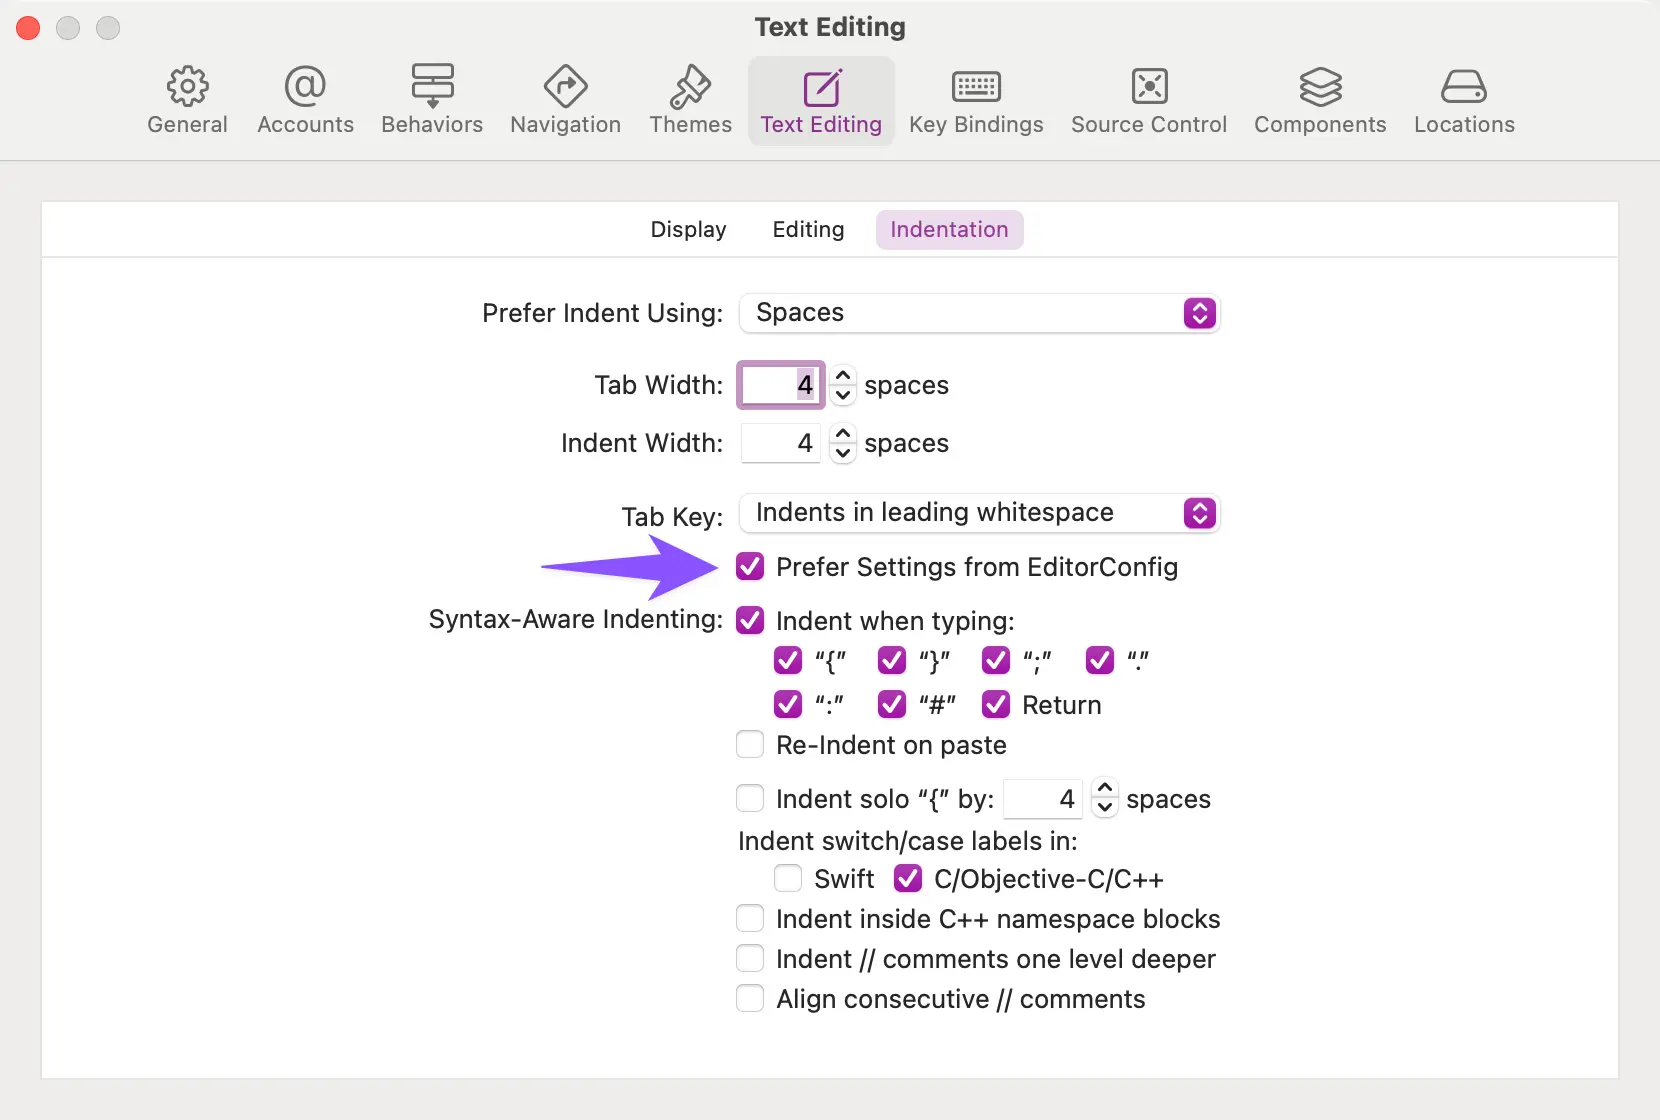 Text Editing
General Accounts Behaviors Navigation Themes Text Editing Key Bindings Source Control Components Locations
Display Editing Indentation
Prefer Indent Using: Spaces
Tab Width: 4 spaces
Indent Width: 4 spaces
Tab Key: Indents in leading whitespace
Prefer Settings from EditorConfig
Syntax-Aware Indenting: Indent when typing:
“{” “}” “;” “.”
“:” “#” Return
Re-Indent on paste
Indent solo “{” by: 4 spaces
Indent switch/case labels in:
Swift C/Objective-C/C++
Indent inside C++ namespace blocks
Indent // comments one level deeper
Align consecutive // comments